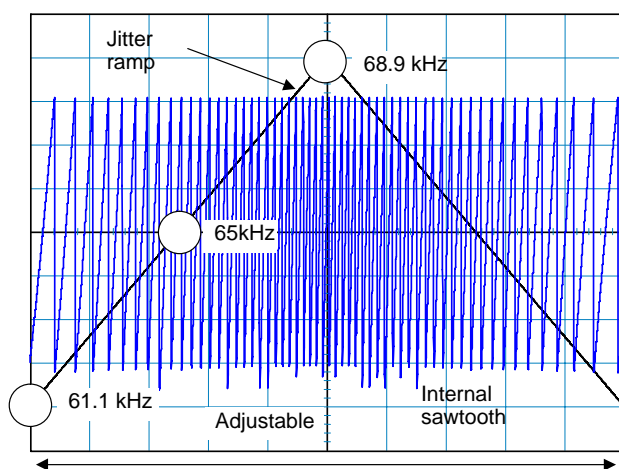 Jitter
ramp
68.9 kHz
65kHz
61.1 kHz
Internal
sawtooth
Adjustable